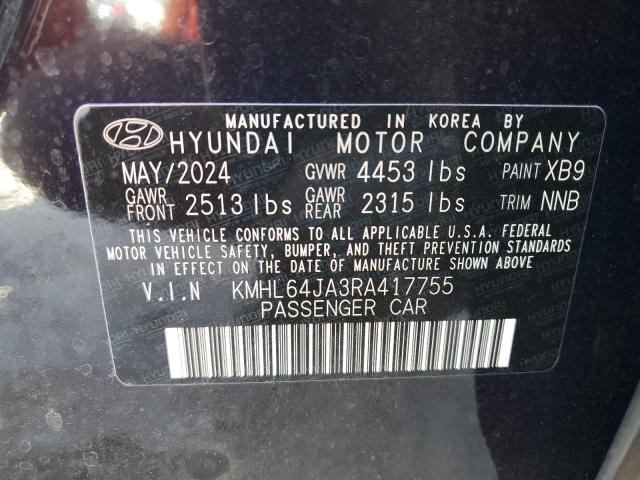 MANUFACTURED IN KOREA BY
HYUNDAI MOTOR COMPANY
MAY/2024 GVWR 4453 lbs PAINT XB9
GAWR FRONT 2513 lbs GAWR REAR 2315 lbs TRIM NNB
THIS VEHICLE CONFORMS TO ALL APPLICABLE U.S.A. FEDERAL
MOTOR VEHICLE SAFETY, BUMPER, AND THEFT PREVENTION STANDARDS
IN EFFECT ON THE DATE OF MANUFACTURE SHOWN ABOVE
V.I.N KMHL64JA3RA417755
PASSENGER CAR